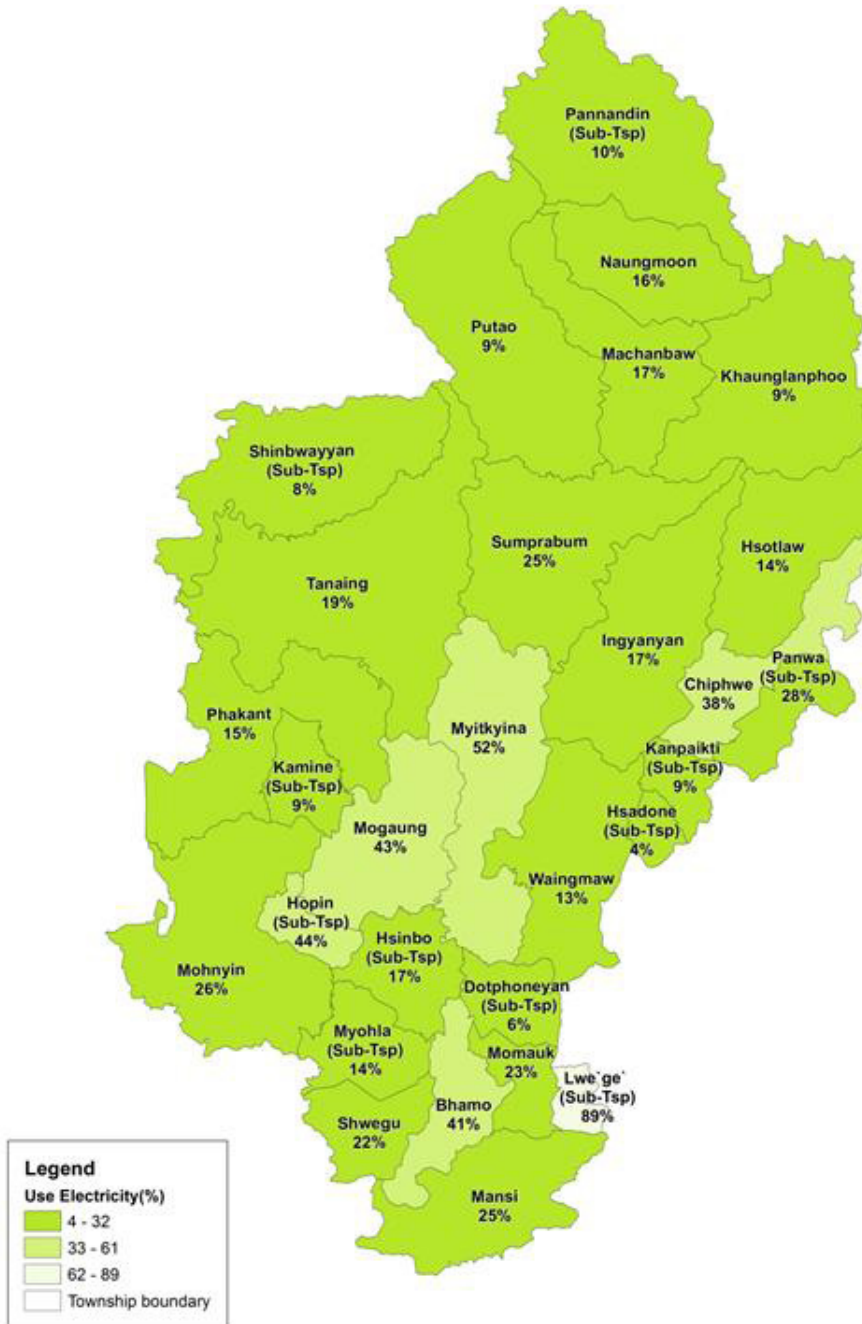 Pannandin
(Sub-Tsp)
10%
Naungmoon
16%
Putao
9%
Machanbaw
17%
Khaunglanphoo
9%
Shinbwayyan
(Sub-Tsp)
8%
Sumprabum
25%
Hsotlaw
14%
Tanaing
19%
Ingyanyan
17%
Panwa
(Sub-Tsp)
28%
Chiphwe
38%
Phakant
15%
Myitkyina
52%
Kanpaikti
(Sub-Tsp)
9%
Kamine
(Sub-Tsp)
9%
Hsadone
(Sub-Tsp)
4%
Mogaung
43%
Waingmaw
13%
Hopin
(Sub-Tsp)
44%
Hsinbo
(Sub-Tsp)
17%
Mohnyin
26%
Dotphoneyan
(Sub-Tsp)
6%
Myohla
(Sub-Tsp)
14%
Momauk
23%
Lwe`ge`
(Sub-Tsp)
89%
Bhamo
41%
Shwegu
22%
Mansi
25%
Legend
Use Electricity(%)
4 - 32
33 - 61
62 - 89
Township boundary